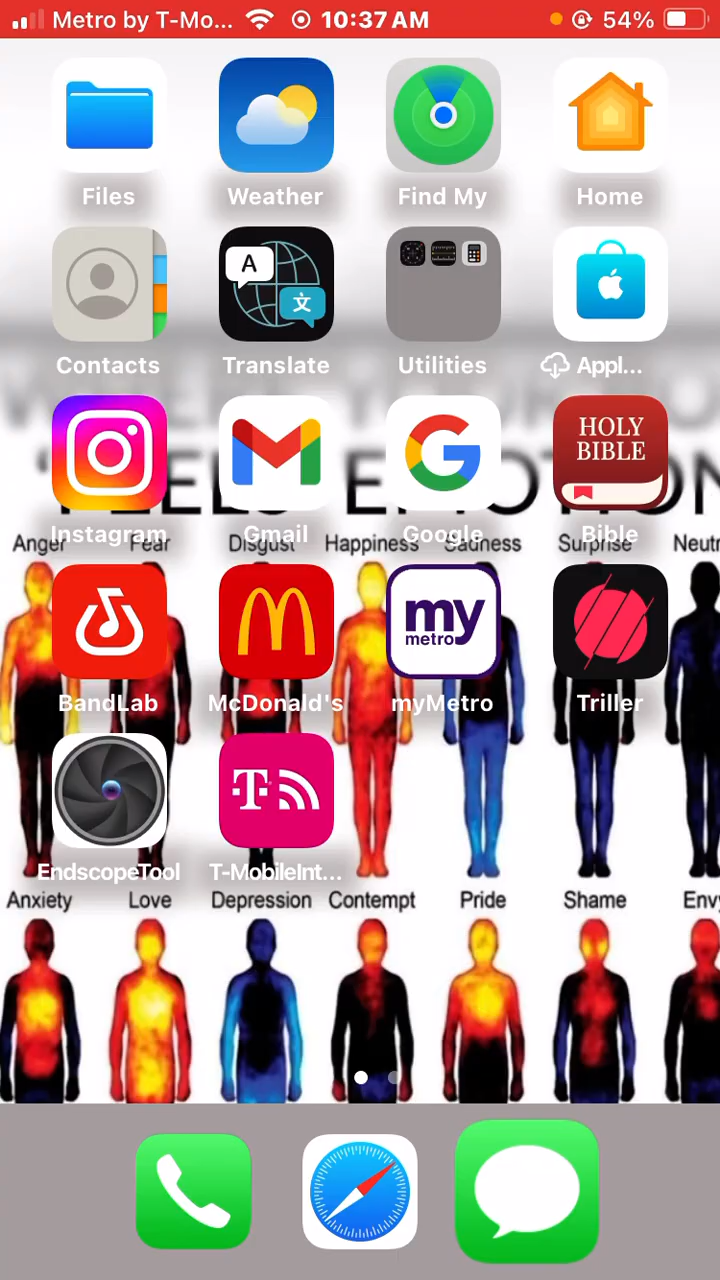 Metro by T-Mo... 10:37 AM 54%
Files Weather Find My Home
A 文
Contacts Translate Utilities Appl...
HOLY
BIBLE
Instagram Gmail Google Bible
Anger Fear Disgust Happiness Sadness Surprise Neutr
my
metro
BandLab McDonald's myMetro Triller
T
EndscopeTool T-MobileInt...
Anxiety Love Depression Contempt Pride Shame Envy